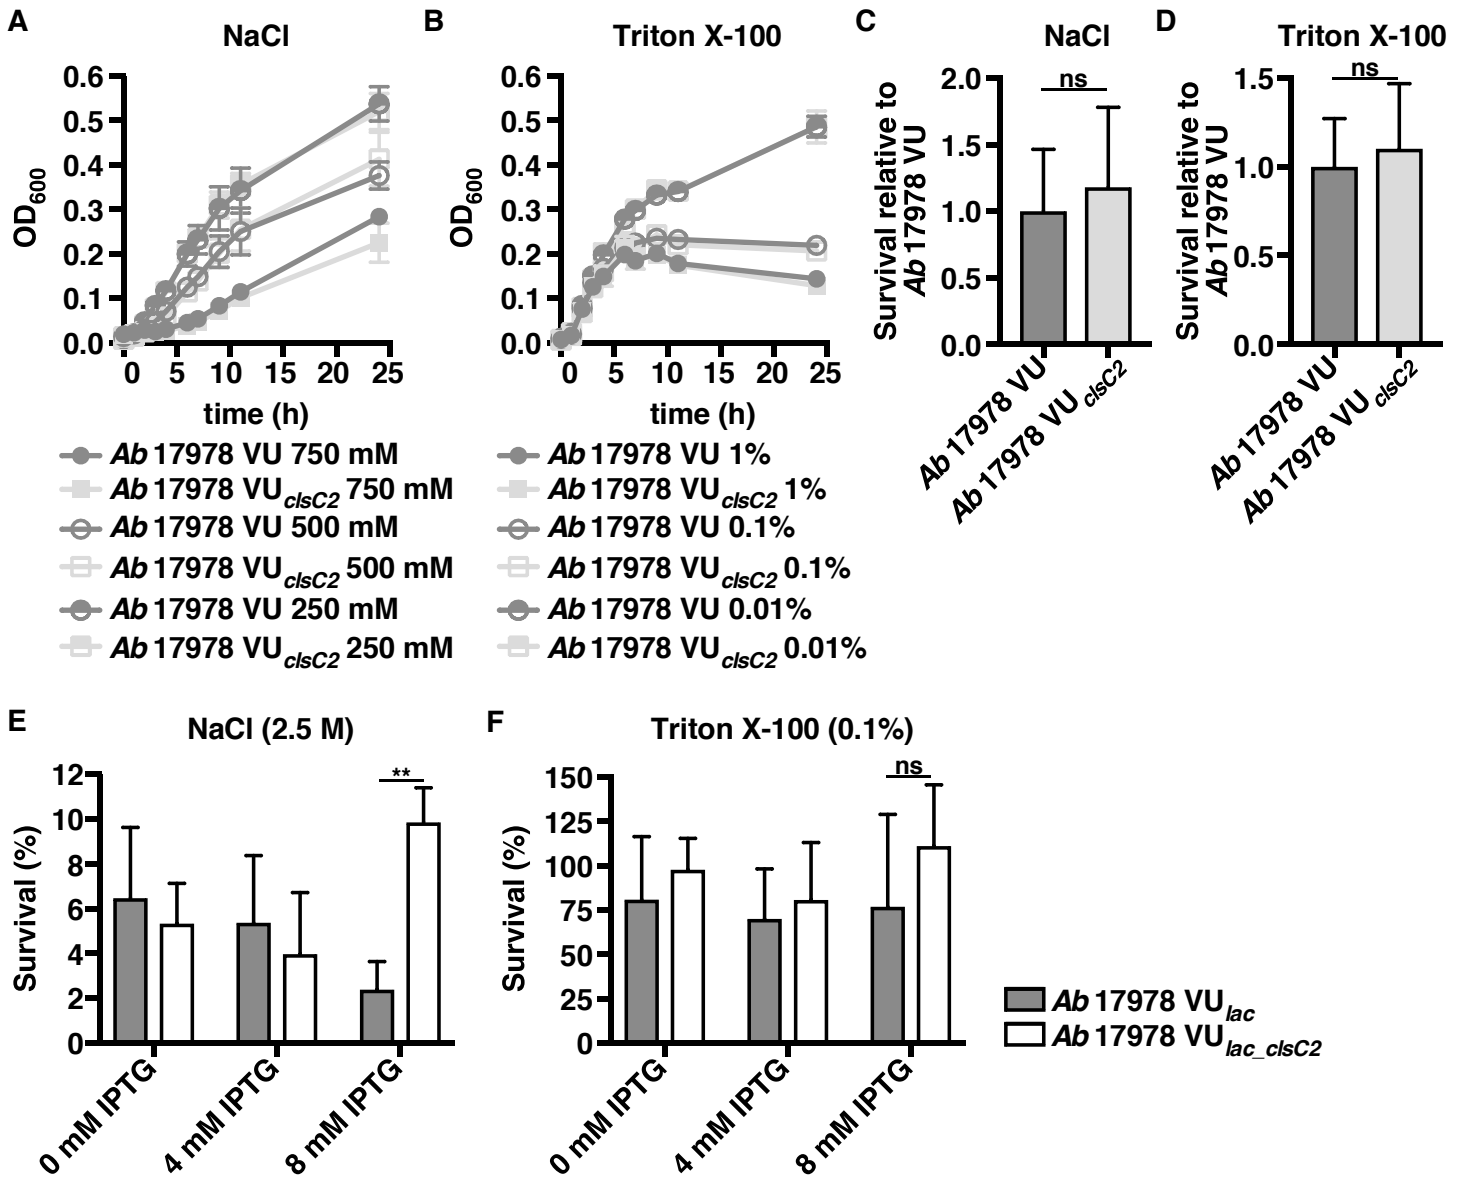 A
NaCl
0.6
0.5
0.4
0.3
0.2
0.1
0.0
OD600
0 5 10 15 20 25
time (h)
Ab 17978 VU 750 mM
Ab 17978 VUclsC2 750 mM
Ab 17978 VU 500 mM
Ab 17978 VUclsC2 500 mM
Ab 17978 VU 250 mM
Ab 17978 VUclsC2 250 mM
B
Triton X-100
0.6
0.5
0.4
0.3
0.2
0.1
0.0
OD600
0 5 10 15 20 25
time (h)
Ab 17978 VU 1%
Ab 17978 VUclsC2 1%
Ab 17978 VU 0.1%
Ab 17978 VUclsC2 0.1%
Ab 17978 VU 0.01%
Ab 17978 VUclsC2 0.01%
C
NaCl
ns
2.0
1.5
1.0
0.5
0.0
Survival relative to
Ab 17978 VU
Ab 17978 VU
Ab 17978 VUclsC2
D
Triton X-100
ns
1.5
1.0
0.5
0.0
Survival relative to
Ab 17978 VU
Ab 17978 VU
Ab 17978 VUclsC2
E
NaCl (2.5 M)
**
12
10
8
6
4
2
0
Survival (%)
0 mM IPTG
4 mM IPTG
8 mM IPTG
F
Triton X-100 (0.1%)
ns
150
125
100
75
50
25
0
Survival (%)
0 mM IPTG
4 mM IPTG
8 mM IPTG
Ab 17978 VUlac
Ab 17978 VUlac_clsC2